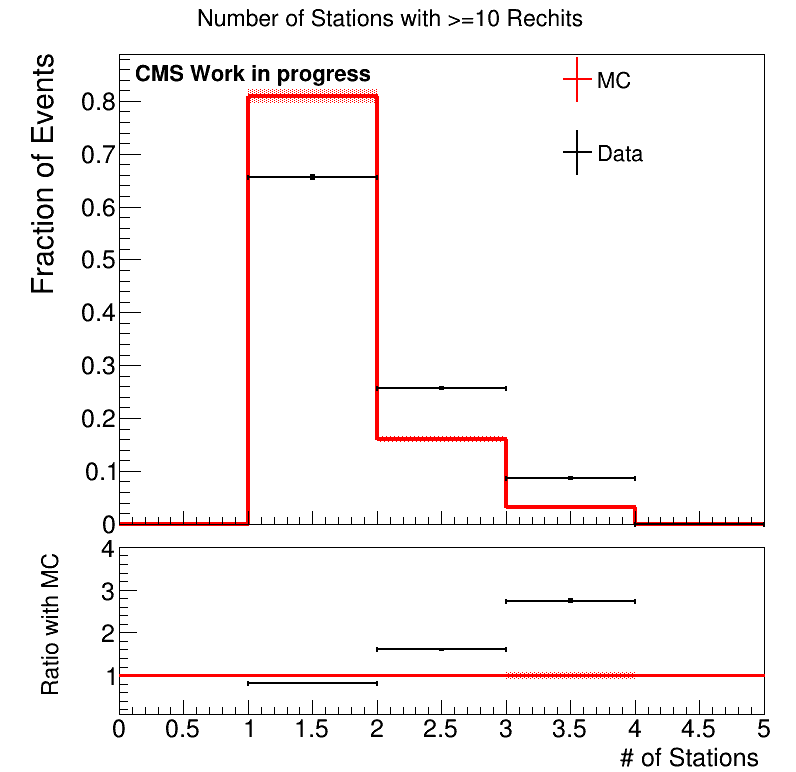 Number of Stations with >=10 Rechits
CMS Work in progress
MC
Data
Fraction of Events
0.8
0.7
0.6
0.5
0.4
0.3
0.2
0.1
0
Ratio with MC
4
3
2
1
0 0.5 1 1.5 2 2.5 3 3.5 4 4.5 5
# of Stations